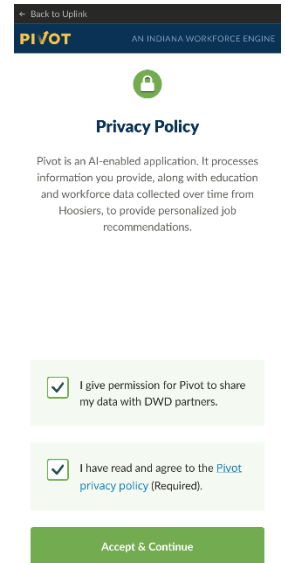 ← Back to Uplink
PIVOT
AN INDIANA WORKFORCE ENGINE
Privacy Policy
Pivot is an AI-enabled application. It processes
information you provide, along with education
and workforce data collected over time from
Hoosiers, to provide personalized job
recommendations.
I give permission for Pivot to share
my data with DWD partners.
I have read and agree to the Pivot
privacy policy (Required).
Accept & Continue